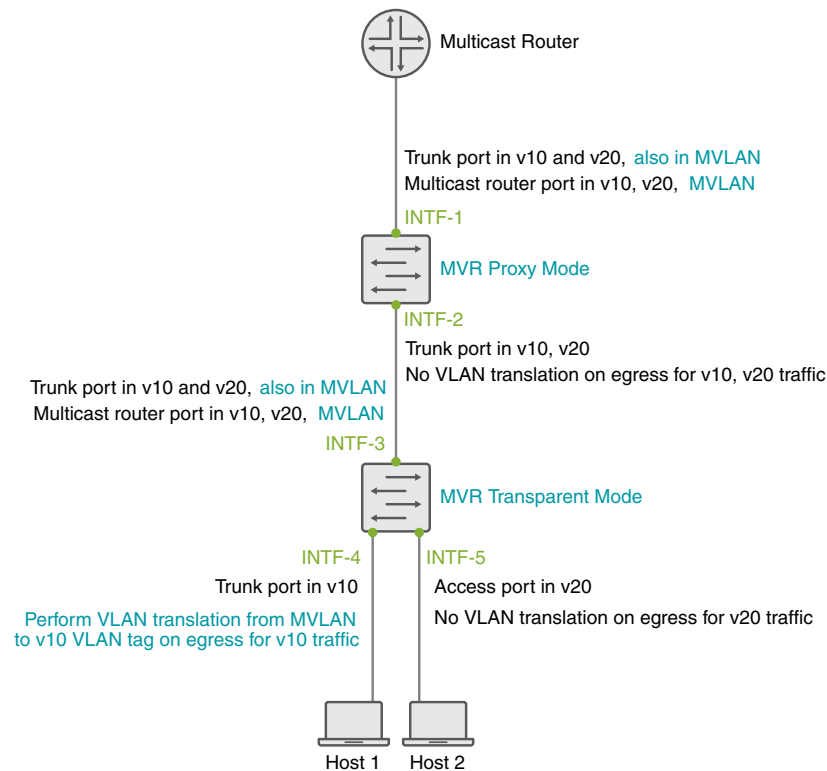 Multicast Router
Trunk port in v10 and v20, also in MVLAN
Multicast router port in v10, v20, MVLAN
INTF-1
MVR Proxy Mode
INTF-2
Trunk port in v10, v20
No VLAN translation on egress for v10, v20 traffic
Trunk port in v10 and v20, also in MVLAN
Multicast router port in v10, v20, MVLAN
INTF-3
MVR Transparent Mode
INTF-4
Trunk port in v10
Perform VLAN translation from MVLAN
to v10 VLAN tag on egress for v10 traffic
INTF-5
Access port in v20
No VLAN translation on egress for v20 traffic
Host 1
Host 2